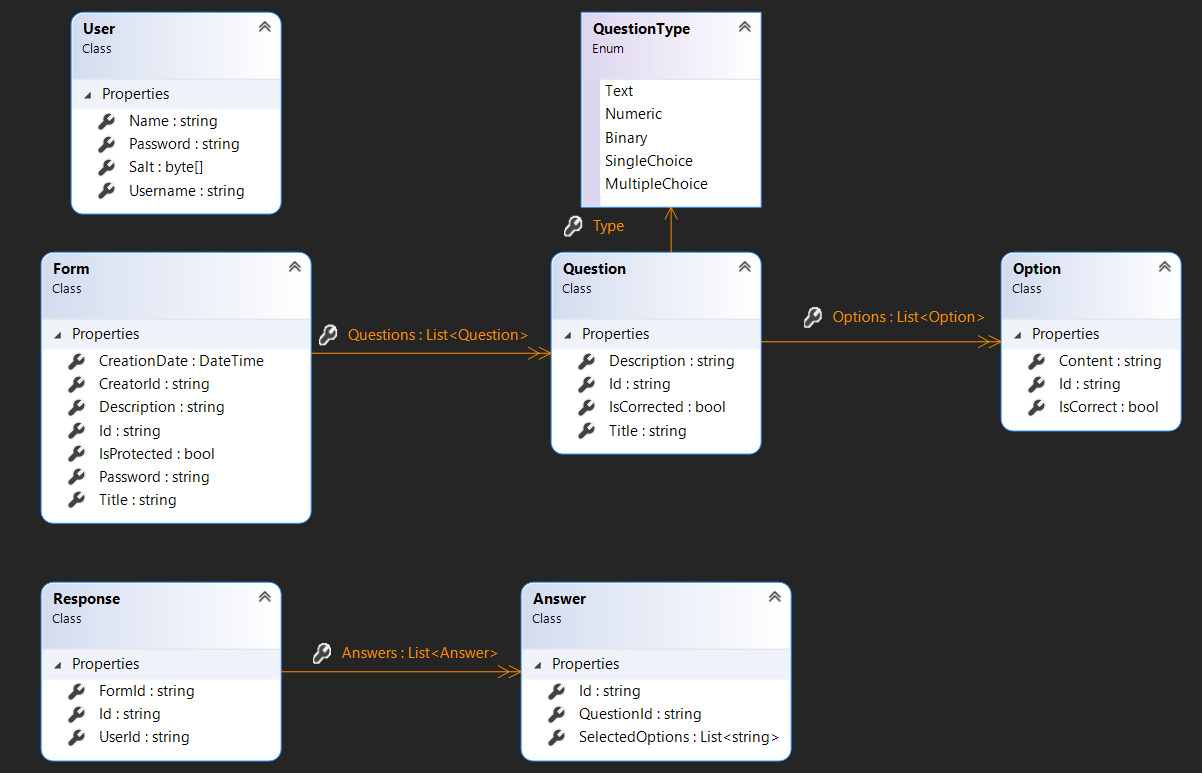 User
Class
Properties
Name : string
Password : string
Salt : byte[]
Username : string
QuestionType
Enum
Text
Numeric
Binary
SingleChoice
MultipleChoice
Type
Form
Class
Properties
CreationDate : DateTime
CreatorId : string
Description : string
Id : string
IsProtected : bool
Password : string
Title : string
Questions : List<Question>
Question
Class
Properties
Description : string
Id : string
IsCorrected : bool
Title : string
Options : List<Option>
Option
Class
Properties
Content : string
Id : string
IsCorrect : bool
Response
Class
Properties
FormId : string
Id : string
UserId : string
Answers : List<Answer>
Answer
Class
Properties
Id : string
QuestionId : string
SelectedOptions : List<string>